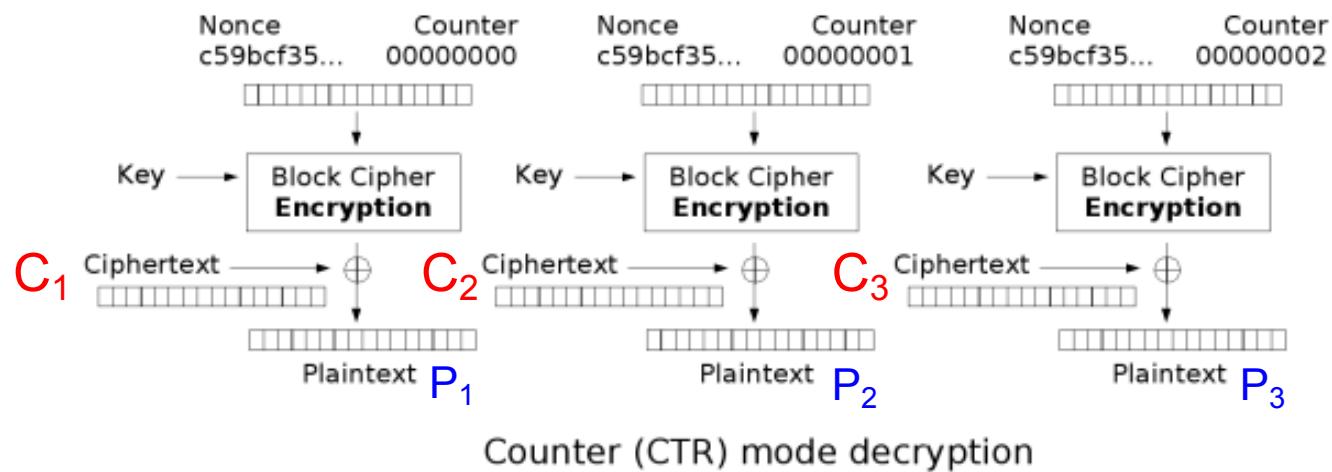 Nonce Counter Nonce Counter Nonce Counter
c59bcf35... 00000000 c59bcf35... 00000001 c59bcf35... 00000002
Key Block Cipher Key Block Cipher Key Block Cipher
Encryption Encryption Encryption
C₁ Ciphertext C₂ Ciphertext C₃ Ciphertext
Plaintext P₁ Plaintext P₂ Plaintext P₃
Counter (CTR) mode decryption